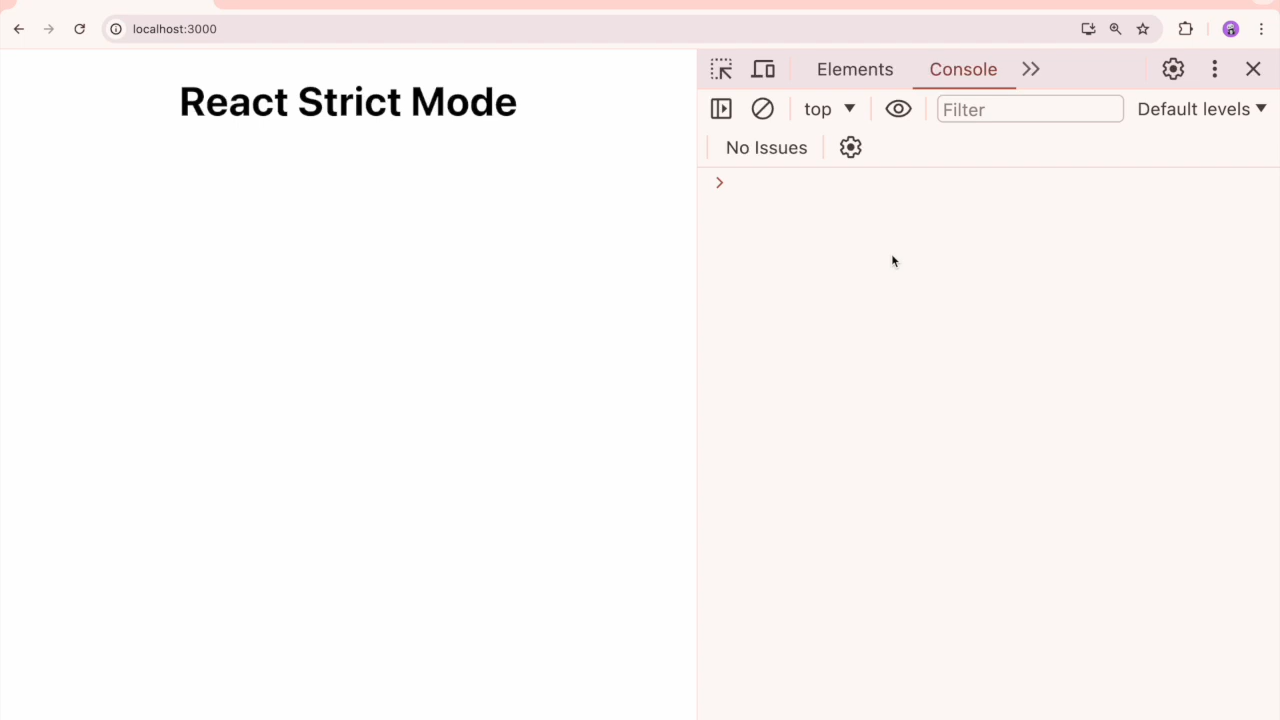 localhost:3000
React Strict Mode
Elements Console
top Filter Default levels
No Issues